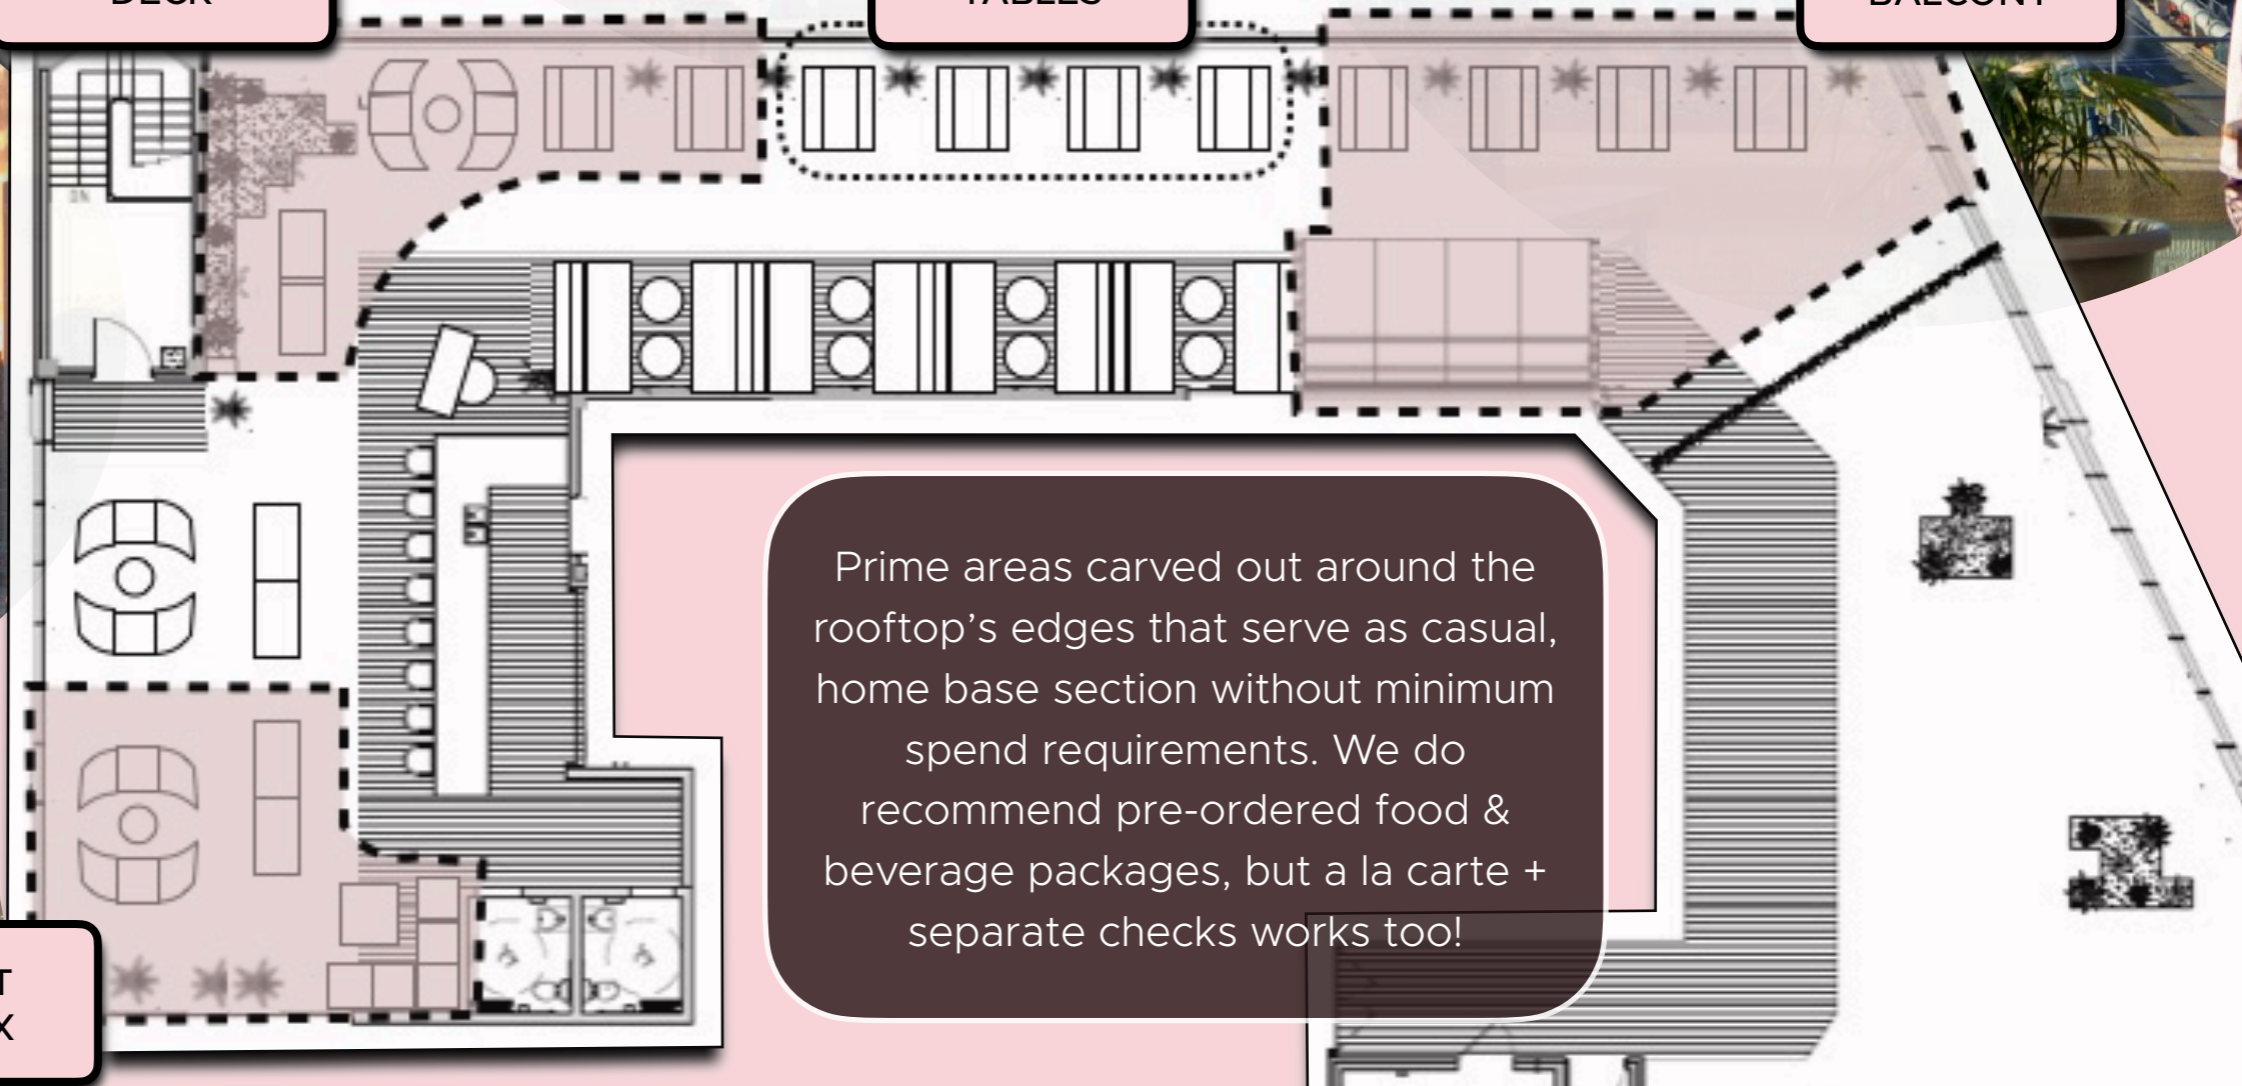 DECK
TABLES
BALCONY
Prime areas carved out around the
rooftop’s edges that serve as casual,
home base section without minimum
spend requirements. We do
recommend pre-ordered food &
beverage packages, but a la carte +
separate checks works too!
T
X